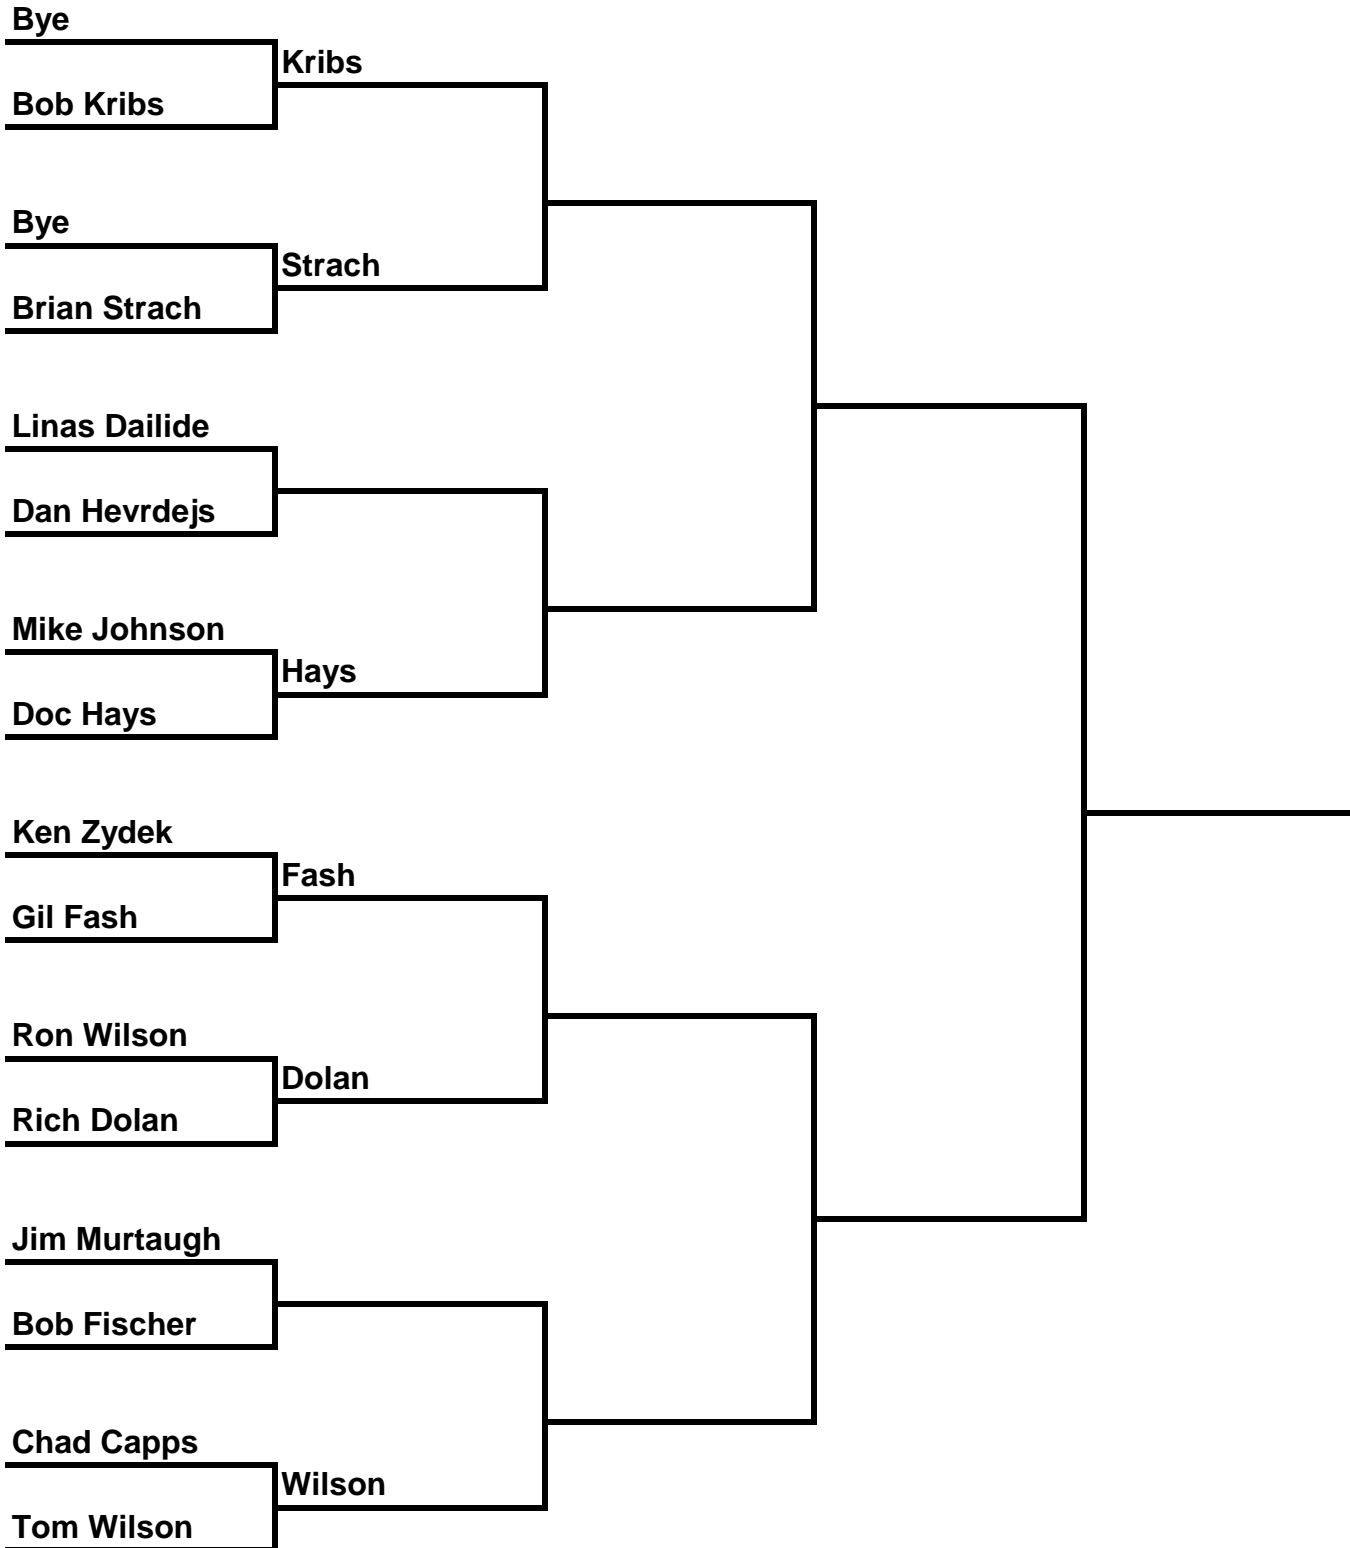 Bye
Kribs
Bob Kribs
Bye
Strach
Brian Strach
Linas Dailide
Dan Hevrdejs
Mike Johnson
Hays
Doc Hays
Ken Zydek
Fash
Gil Fash
Ron Wilson
Dolan
Rich Dolan
Jim Murtaugh
Bob Fischer
Chad Capps
Wilson
Tom Wilson